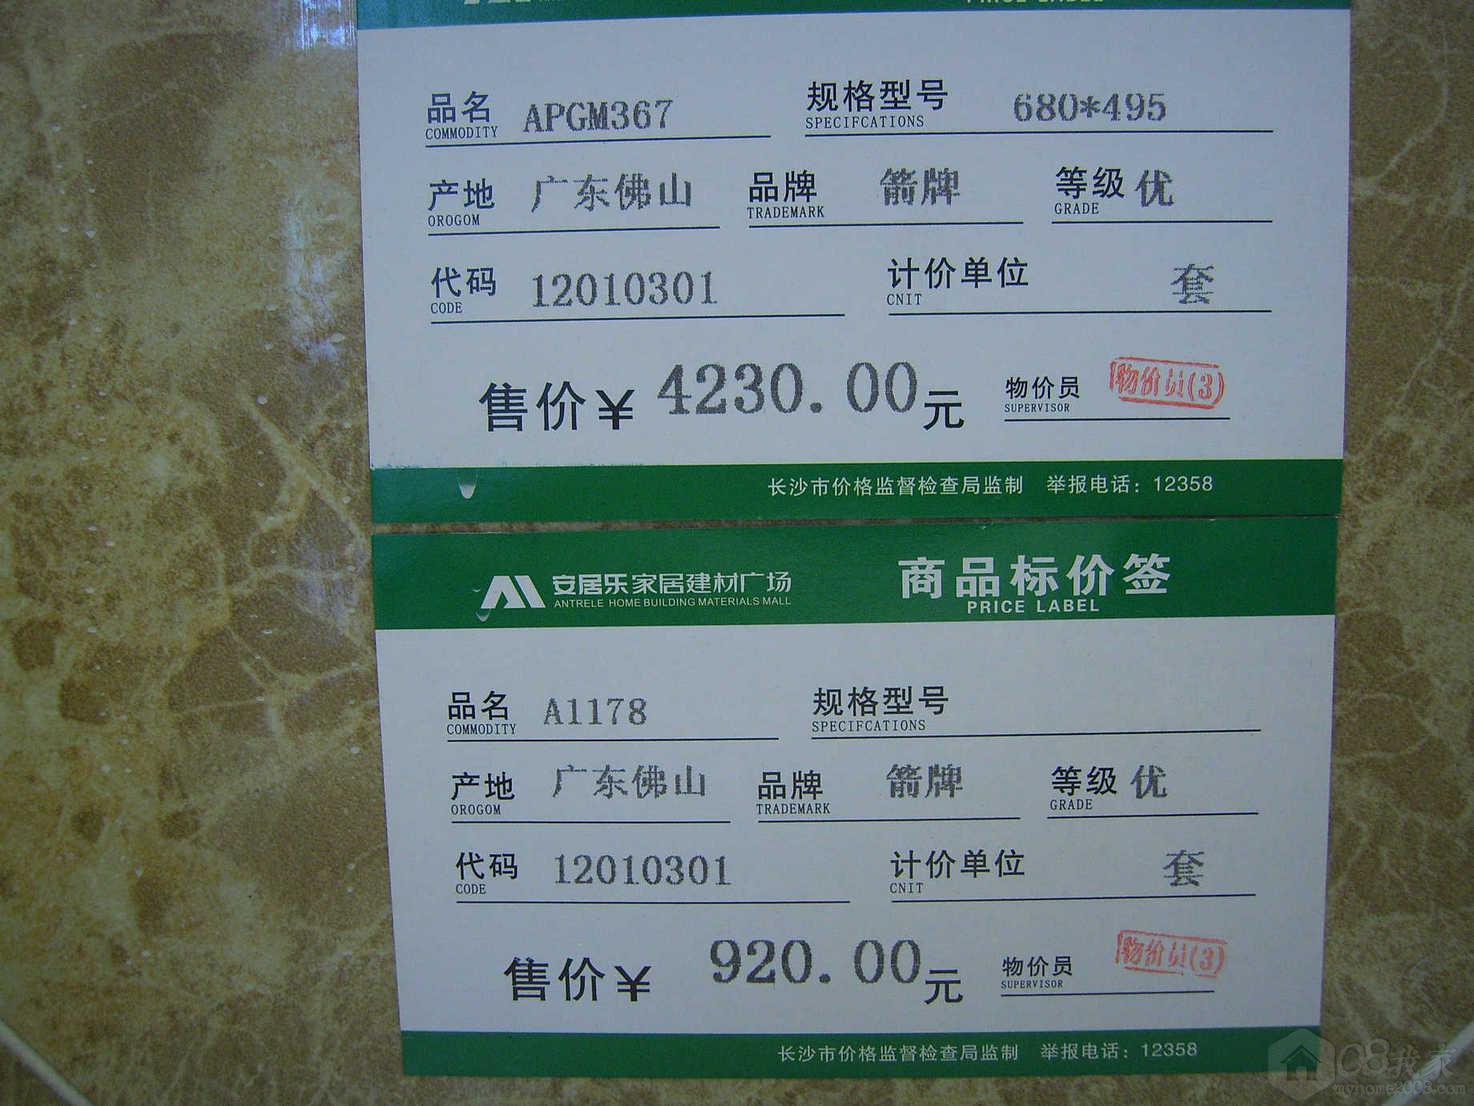 PRICE LABEL
品名 APGM367 规格型号 680*495
COMMODITY SPECIFCATIONS
产地 广东佛山 品牌 箭牌 等级 优
OROGOM TRADEMARK GRADE
代码 12010301 计价单位 套
CODE CNIT
售价¥ 4230.00元 物价员 物价员(3)
SUPERVISOR
长沙市价格监督检查局监制 举报电话：12358
安居乐家居建材广场 商品标价签
ANTRELE HOME BUILDING MATERIALS MALL PRICE LABEL
品名 A1178 规格型号
COMMODITY SPECIFCATIONS
产地 广东佛山 品牌 箭牌 等级 优
OROGOM TRADEMARK GRADE
代码 12010301 计价单位 套
CODE CNIT
售价¥ 920.00元 物价员 物价员(3)
SUPERVISOR
长沙市价格监督检查局监制 举报电话：12358
08我家
myhome2008.com